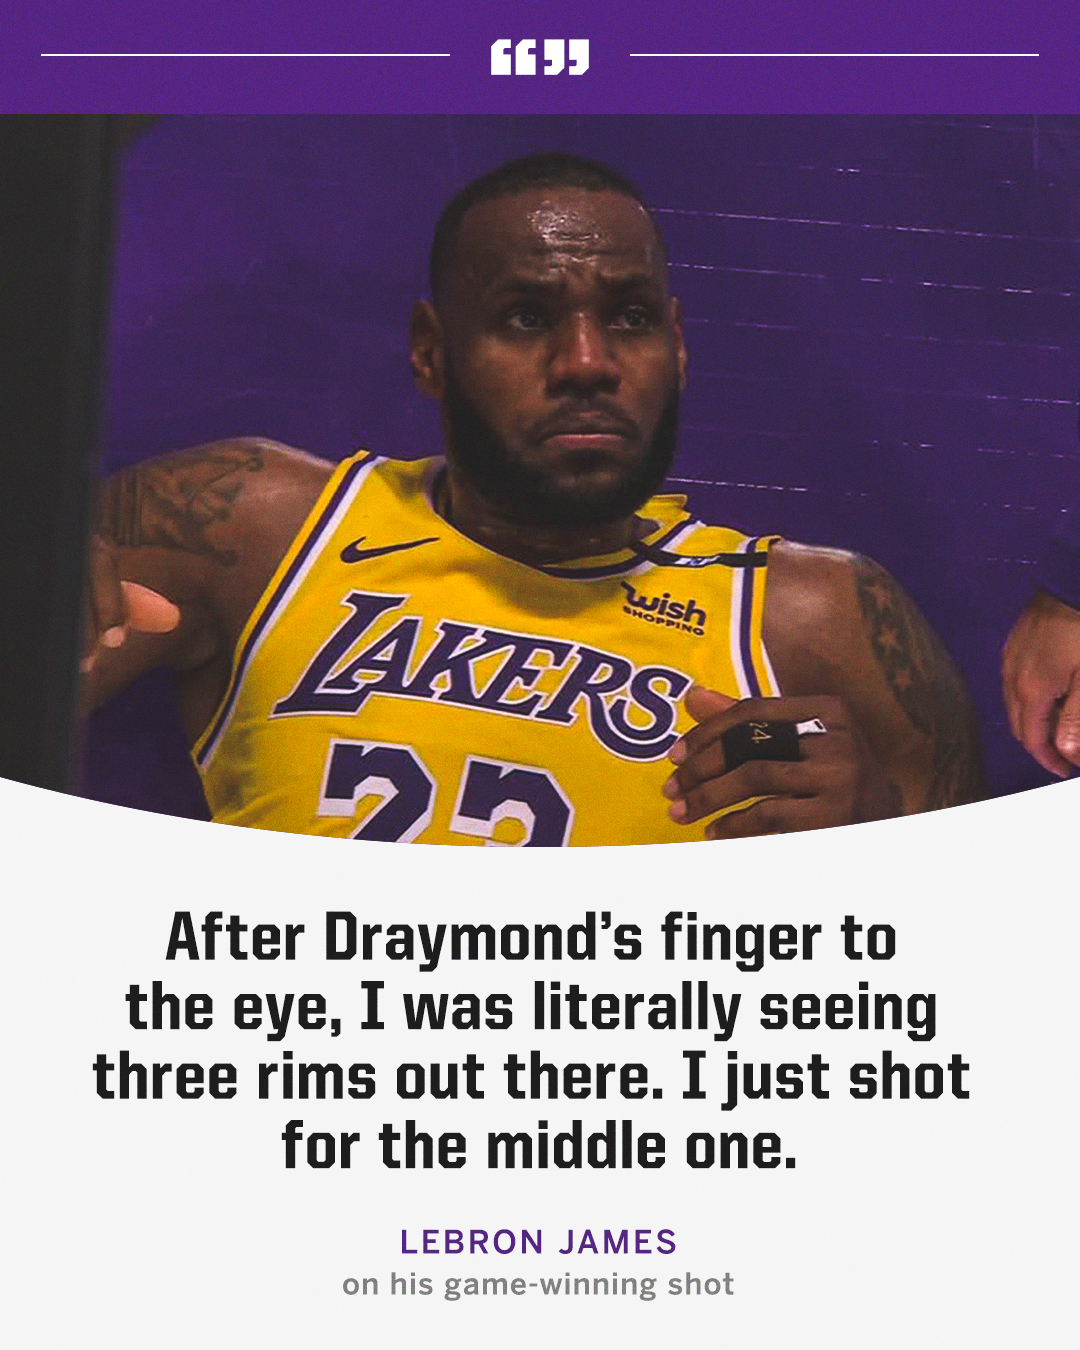 wish
SHOPPING
LAKERS
24
23
After Draymond’s finger to
the eye, I was literally seeing
three rims out there. I just shot
for the middle one.
LEBRON JAMES
on his game-winning shot